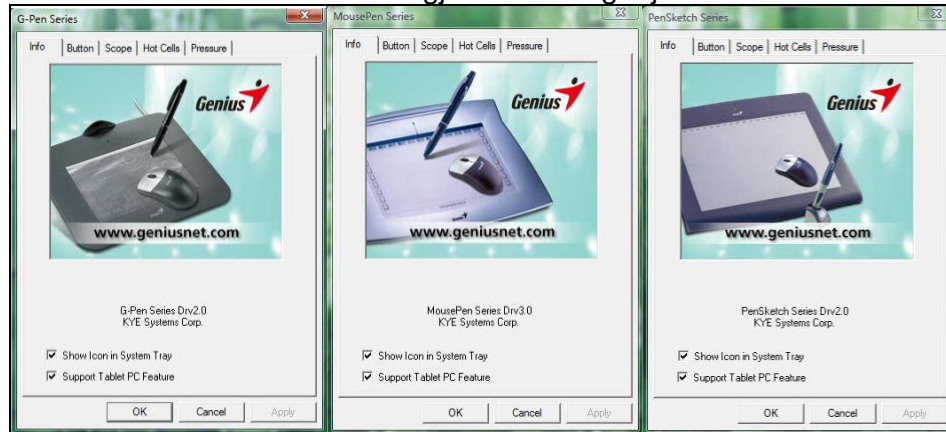 G-Pen Series
Info Button Scope Hot Cells Pressure
Genius
www.geniusnet.com
G-Pen Series Drv2.0
KYE Systems Corp.
Show Icon in System Tray
Support Tablet PC Feature
OK Cancel Apply
MousePen Series
Info Button Scope Hot Cells Pressure
Genius
www.geniusnet.com
MousePen Series Drv3.0
KYE Systems Corp.
Show Icon in System Tray
Support Tablet PC Feature
OK Cancel Apply
PenSketch Series
Info Button Scope Hot Cells Pressure
Genius
www.geniusnet.com
PenSketch Series Drv2.0
KYE Systems Corp.
Show Icon in System Tray
Support Tablet PC Feature
OK Cancel Apply